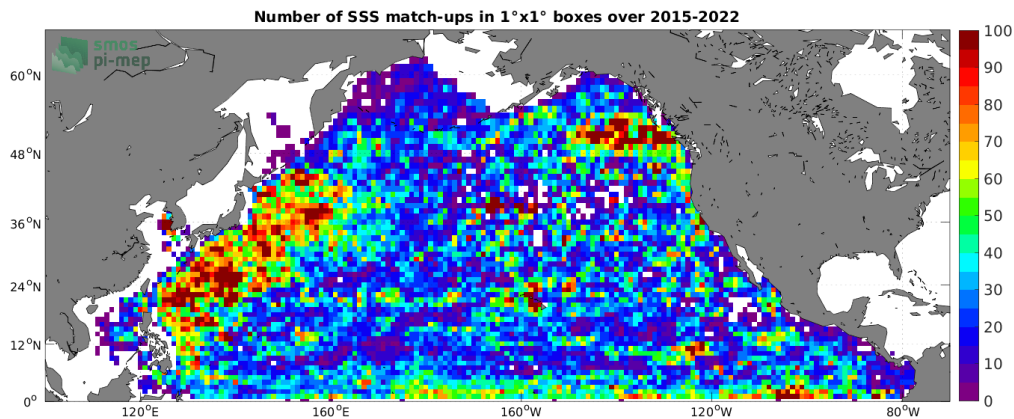 Number of SSS match-ups in 1°x1° boxes over 2015-2022
smos
pi-mep
60°N
48°N
36°N
24°N
12°N
0°
120°E
160°E
160°W
120°W
80°W
100
90
80
70
60
50
40
30
20
10
0